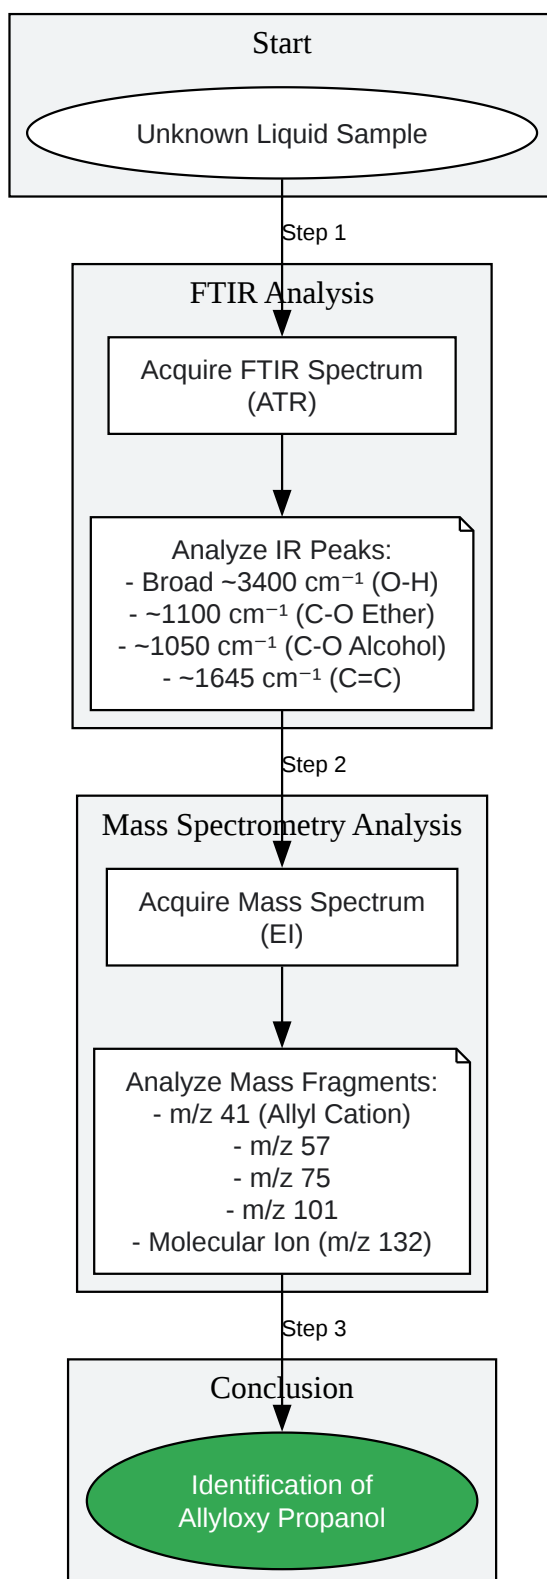 Start
Unknown Liquid Sample
Step 1
FTIR Analysis
Acquire FTIR Spectrum
(ATR)
Analyze IR Peaks:
- Broad ~3400 cm⁻¹ (O-H)
- ~1100 cm⁻¹ (C-O Ether)
- ~1050 cm⁻¹ (C-O Alcohol)
- ~1645 cm⁻¹ (C=C)
Step 2
Mass Spectrometry Analysis
Acquire Mass Spectrum
(EI)
Analyze Mass Fragments:
- m/z 41 (Allyl Cation)
- m/z 57
- m/z 75
- m/z 101
- Molecular Ion (m/z 132)
Step 3
Conclusion
Identification of
Allyloxy Propanol